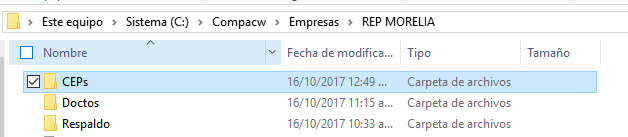 Este equipo > Sistema (C:) > Compacw > Empresas > REP MORELIA
Nombre Fecha de modifica... Tipo Tamaño
CEPs 16/10/2017 12:49 ... Carpeta de archivos
Doctos 16/10/2017 11:15 a... Carpeta de archivos
Respaldo 16/10/2017 10:33 a... Carpeta de archivos